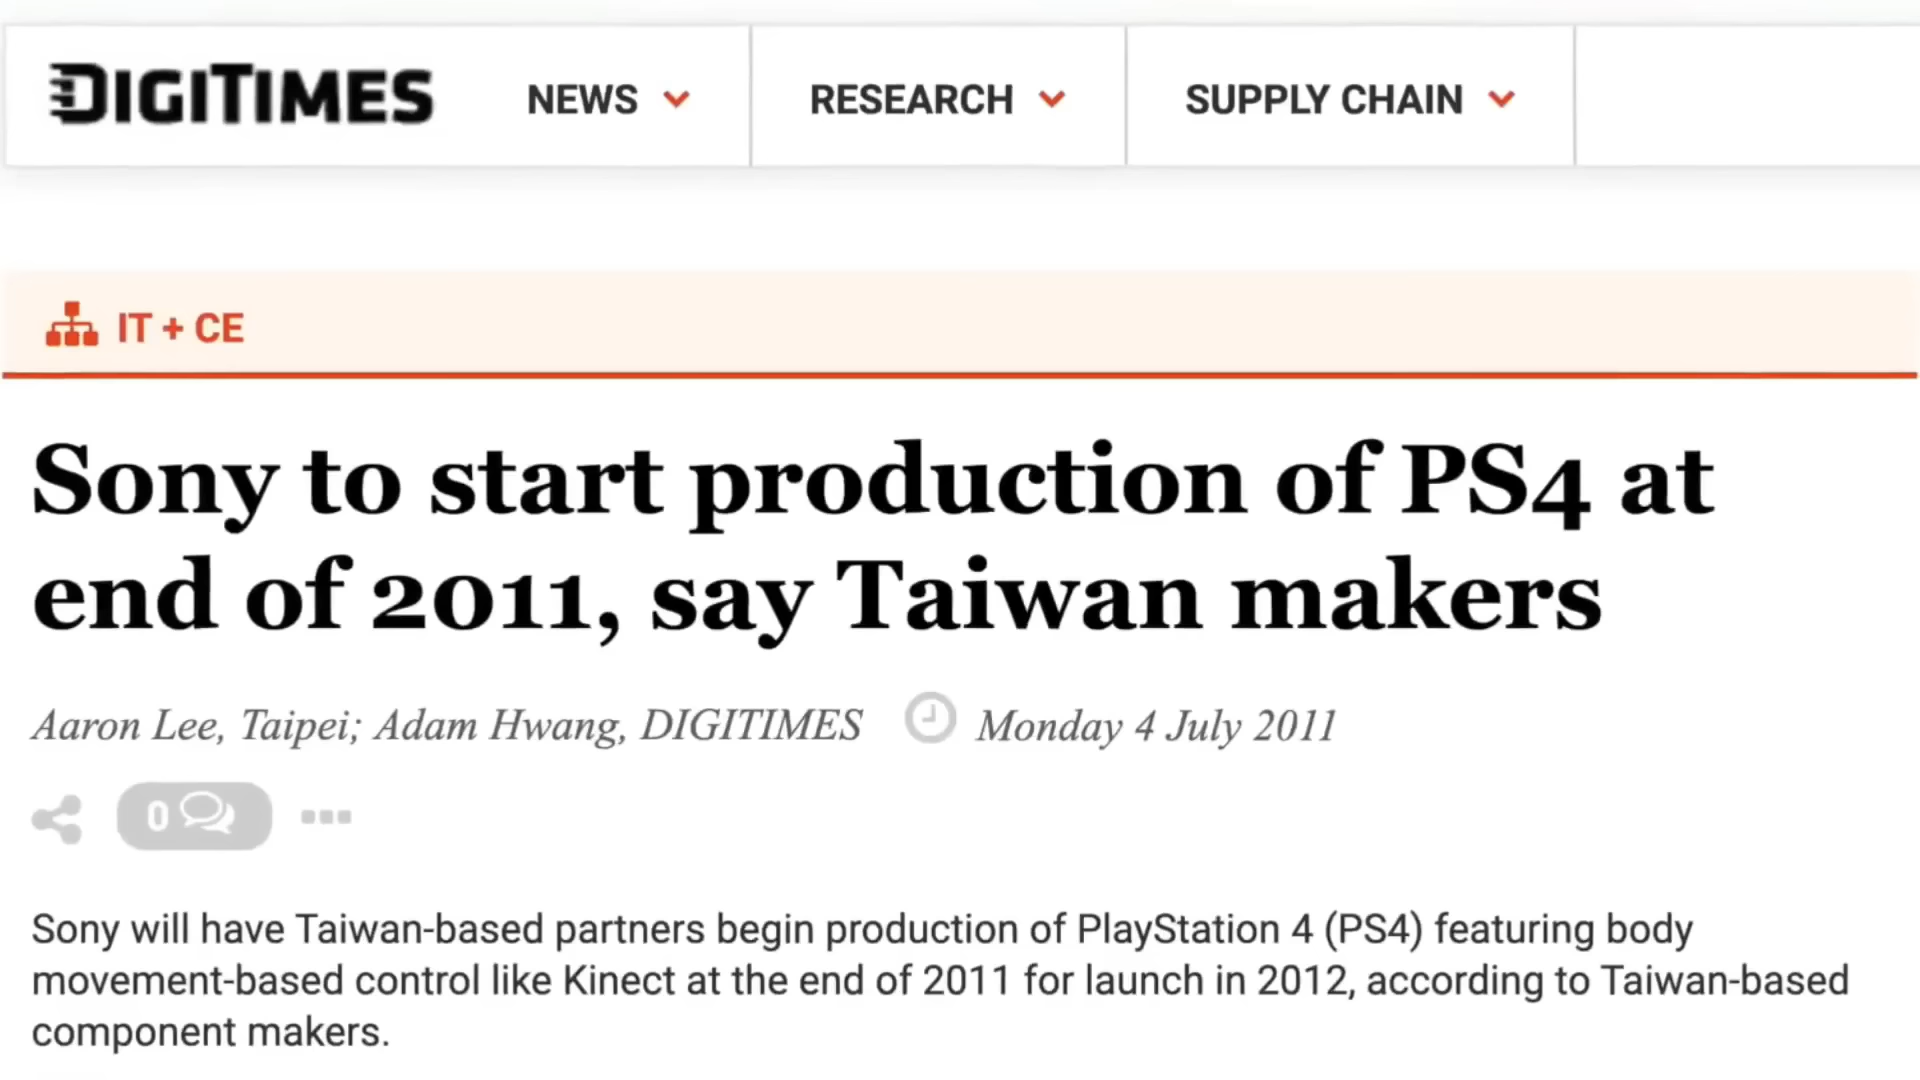 DIGITIMES NEWS RESEARCH SUPPLY CHAIN
IT + CE
Sony to start production of PS4 at
end of 2011, say Taiwan makers
Aaron Lee, Taipei; Adam Hwang, DIGITIMES Monday 4 July 2011
0
Sony will have Taiwan-based partners begin production of PlayStation 4 (PS4) featuring body
movement-based control like Kinect at the end of 2011 for launch in 2012, according to Taiwan-based
component makers.